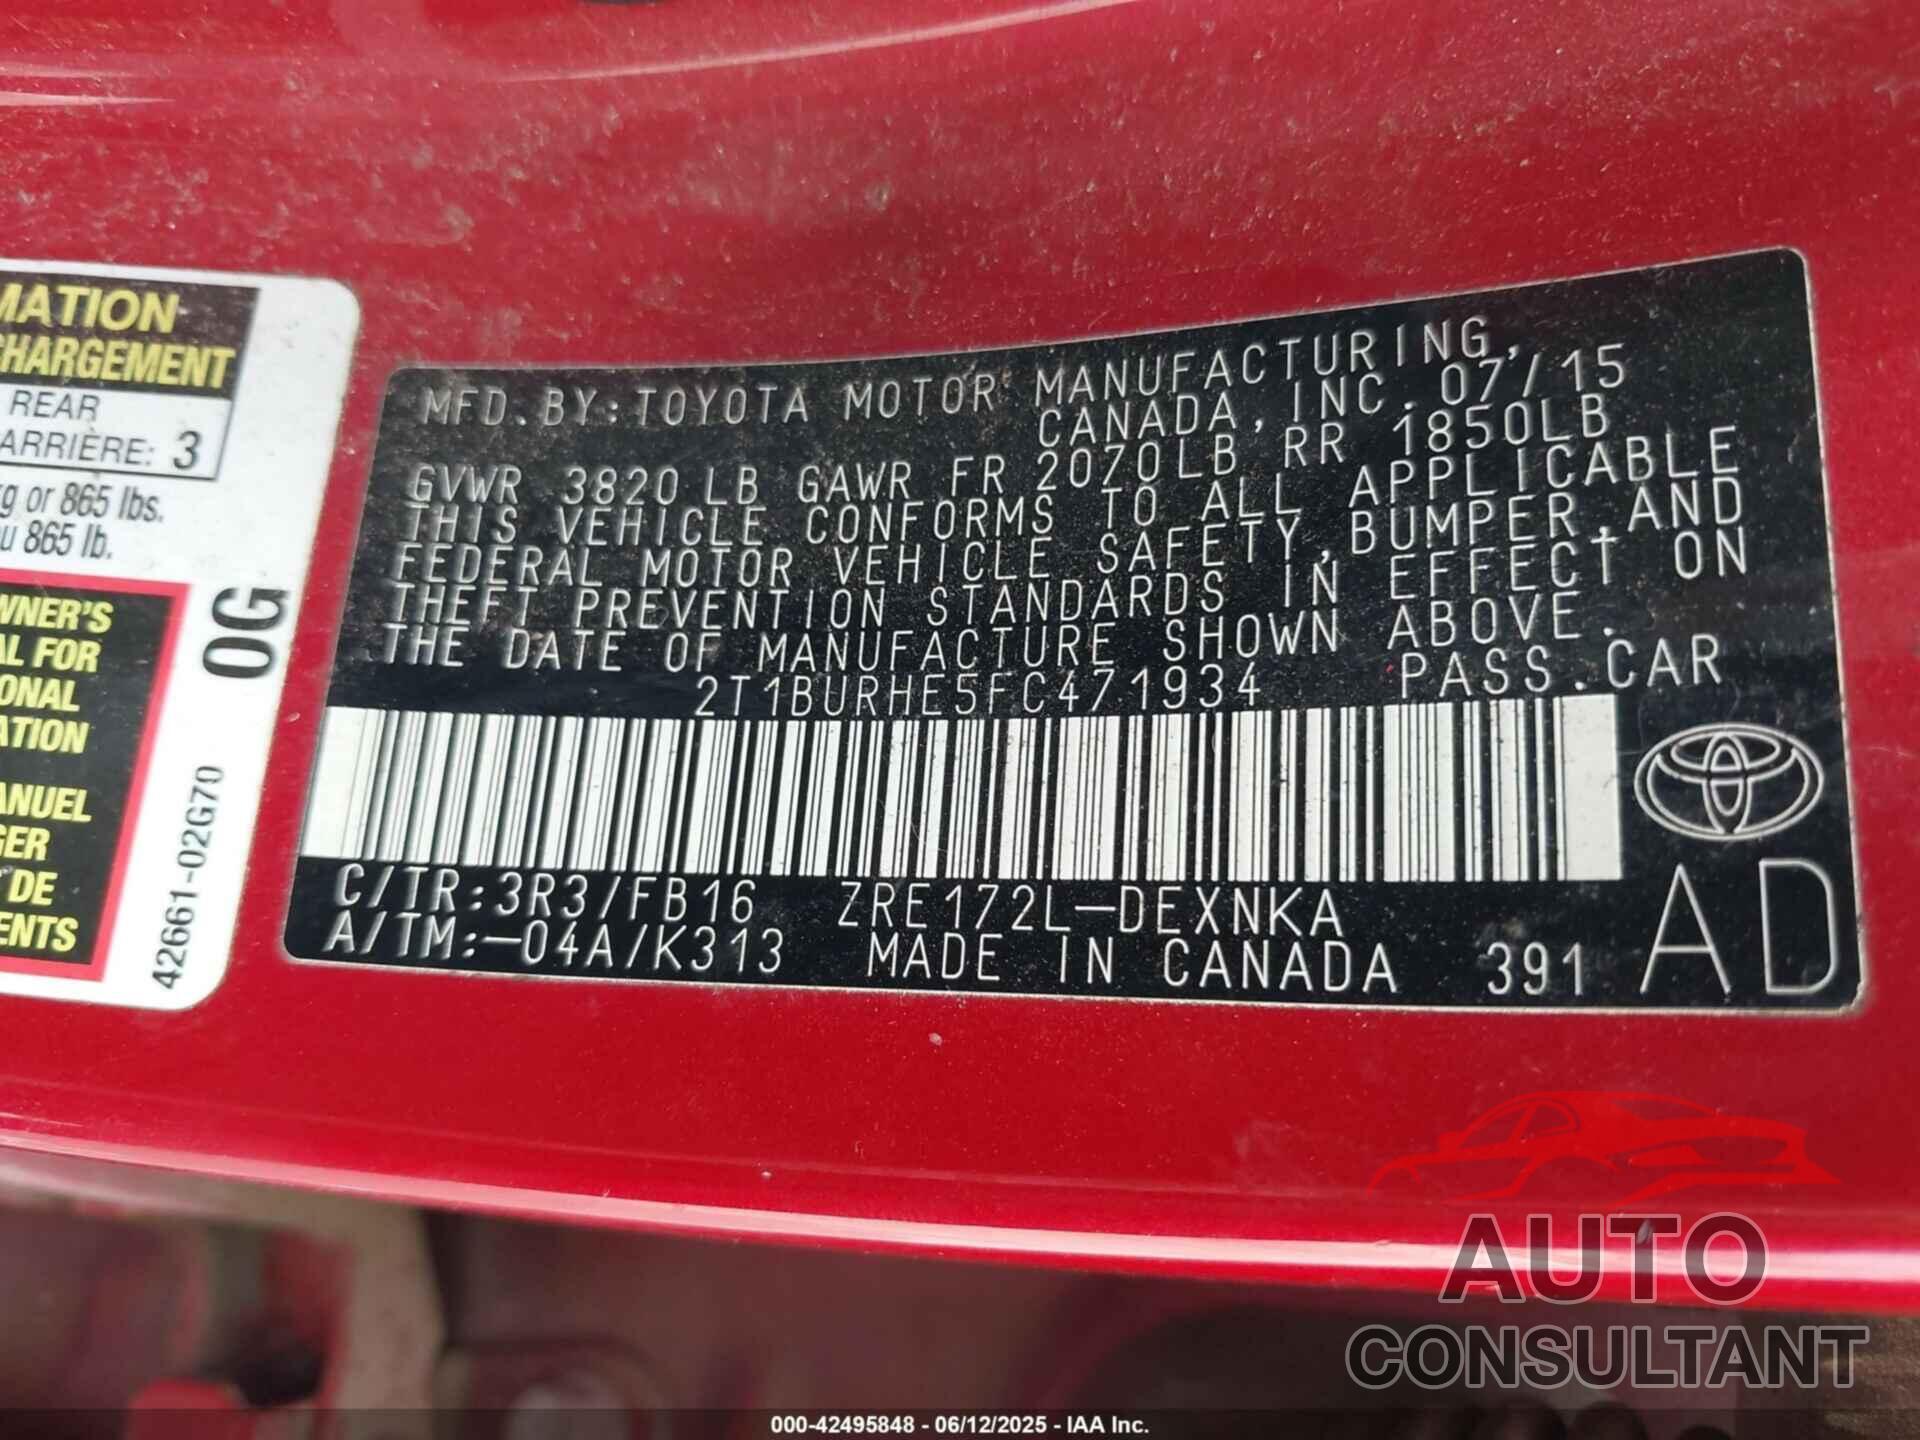 MATION
CHARGEMENT
REAR
ARRIÈRE: 3
kg or 865 lbs.
ou 865 lb.
WNER'S
AL FOR
ONAL
ATION
ANUEL
GER
DE
ENTS
0G
42661-02G70
MFD. BY: TOYOTA MOTOR MANUFACTURING,
CANADA, INC. 07/15
GVWR 3820 LB GAWR FR 2070LB RR 1850LB
THIS VEHICLE CONFORMS TO ALL APPLICABLE
FEDERAL MOTOR VEHICLE SAFETY, BUMPER, AND
THEFT PREVENTION STANDARDS IN EFFECT ON
THE DATE OF MANUFACTURE SHOWN ABOVE.
2T1BURHE5FC471934 PASS. CAR
C/TR: 3R3/FB16 ZRE172L-DEXNKA
A/TM: -04A/K313 MADE IN CANADA 391
AD
AUTO
CONSULTANT
000-42495848 - 06/12/2025 - IAA Inc.